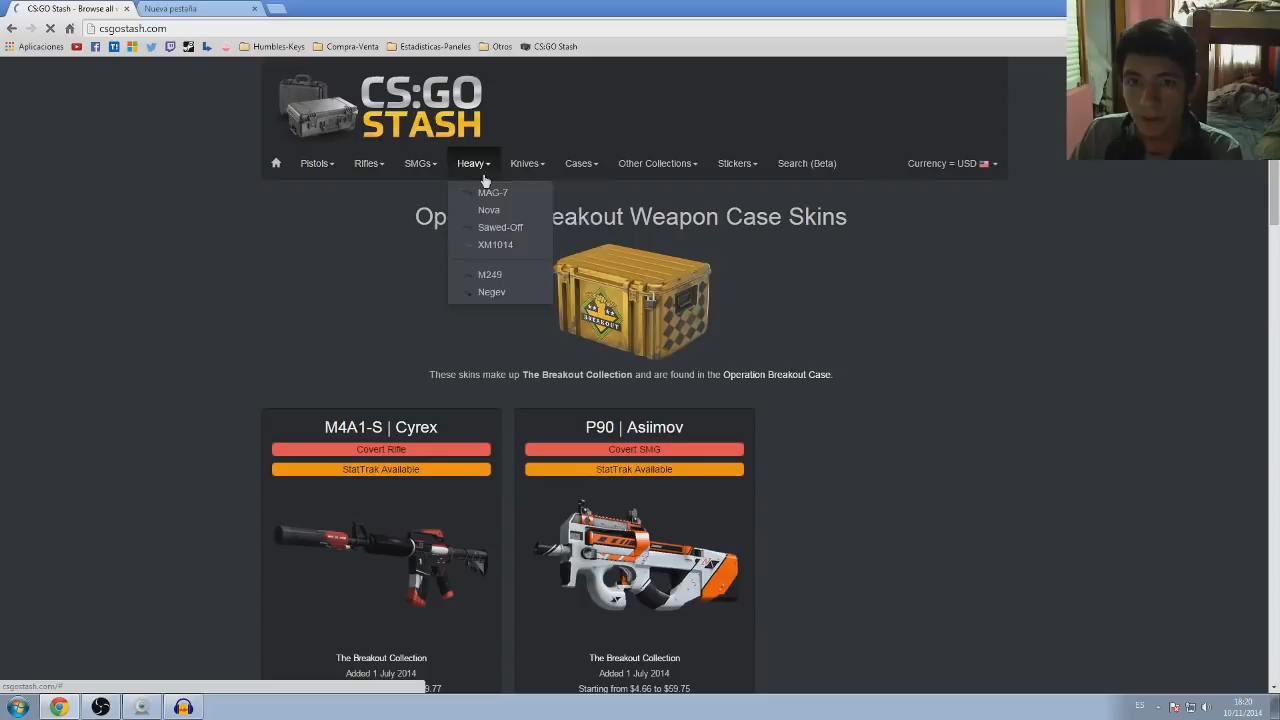 CS:GO Stash - Browse all
Nueva pestaña
csgostash.com
Aplicaciones
Humbles-Keys
Compra-Venta
Estadísticas-Paneles
Otros
CS:GO Stash
CS:GO
STASH
Pistols
Rifles
SMGs
Heavy
Knives
Cases
Other Collections
Stickers
Search (Beta)
Currency = USD
MAG-7
Nova
Sawed-Off
XM1014
M249
Negev
Op
Breakout Weapon Case Skins
BREAKOUT
These skins make up The Breakout Collection and are found in the Operation Breakout Case.
M4A1-S | Cyrex
Covert Rifle
StatTrak Available
The Breakout Collection
Added 1 July 2014
9.77
P90 | Asiimov
Covert SMG
StatTrak Available
The Breakout Collection
Added 1 July 2014
Starting from $4.66 to $59.75
csgostash.com/#
ES
18:20
10/11/2014